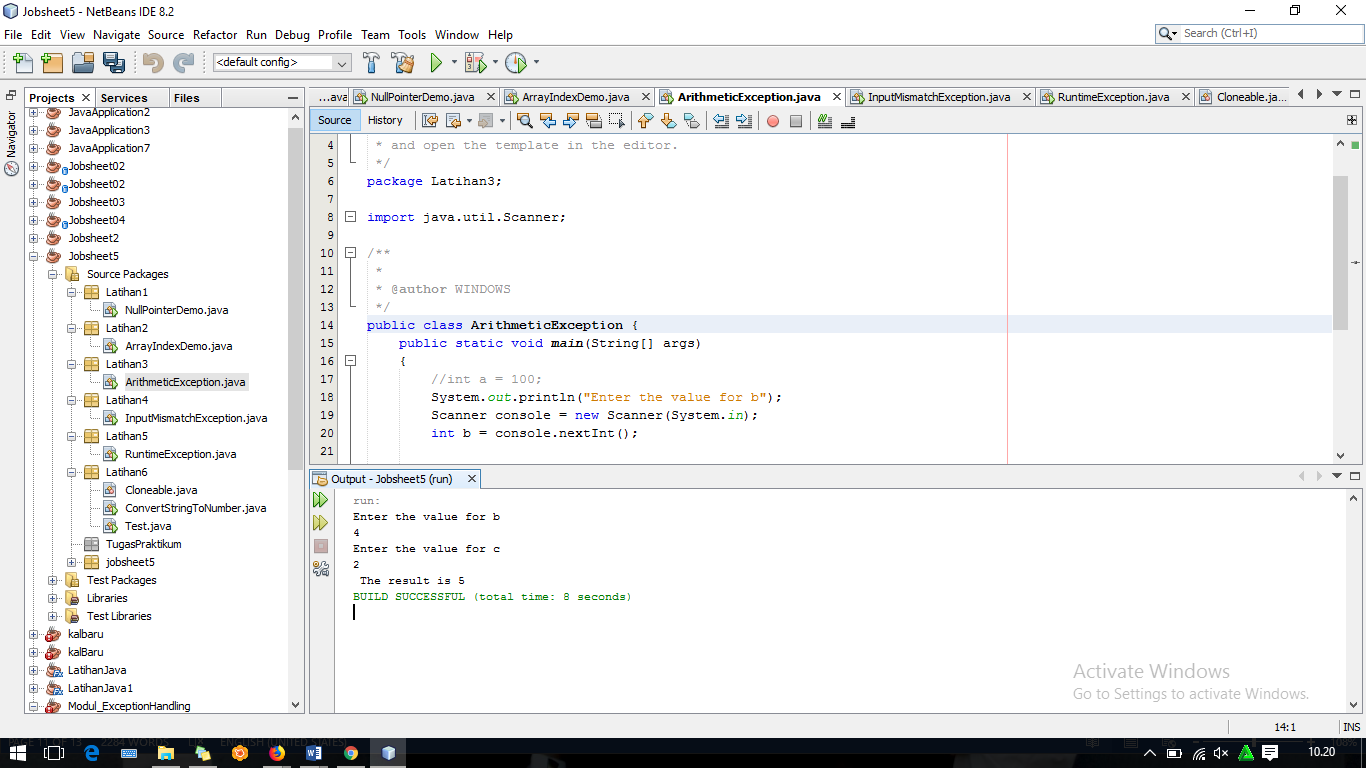 Jobsheet5 - NetBeans IDE 8.2
File Edit View Navigate Source Refactor Run Debug Profile Team Tools Window Help
Search (Ctrl+I)
<default config>
Navigator
Projects Services Files
JavaApplication2
JavaApplication3
JavaApplication7
Jobsheet02
Jobsheet02
Jobsheet03
Jobsheet04
Jobsheet2
Jobsheet5
Source Packages
Latihan1
NullPointerDemo.java
Latihan2
ArrayIndexDemo.java
Latihan3
ArithmeticException.java
Latihan4
InputMismatchException.java
Latihan5
RuntimeException.java
Latihan6
Cloneable.java
ConvertStringToNumber.java
Test.java
TugasPraktikum
jobsheet5
Test Packages
Libraries
Test Libraries
kalbaru
kalBaru
LatihanJava
LatihanJava1
Modul_ExceptionHandling
...ava NullPointerDemo.java ArrayIndexDemo.java ArithmeticException.java InputMismatchException.java RuntimeException.java Cloneable.ja...
Source History
4 * and open the template in the editor.
5 */
6 package Latihan3;
7
8 import java.util.Scanner;
9
10 /**
11 *
12 * @author WINDOWS
13 */
14 public class ArithmeticException {
15 public static void main(String[] args)
16 {
17 //int a = 100;
18 System.out.println("Enter the value for b");
19 Scanner console = new Scanner(System.in);
20 int b = console.nextInt();
21
Output - Jobsheet5 (run)
run:
Enter the value for b
4
Enter the value for c
2
The result is 5
BUILD SUCCESSFUL (total time: 8 seconds)
Activate Windows
Go to Settings to activate Windows.
14:1 INS
10.20